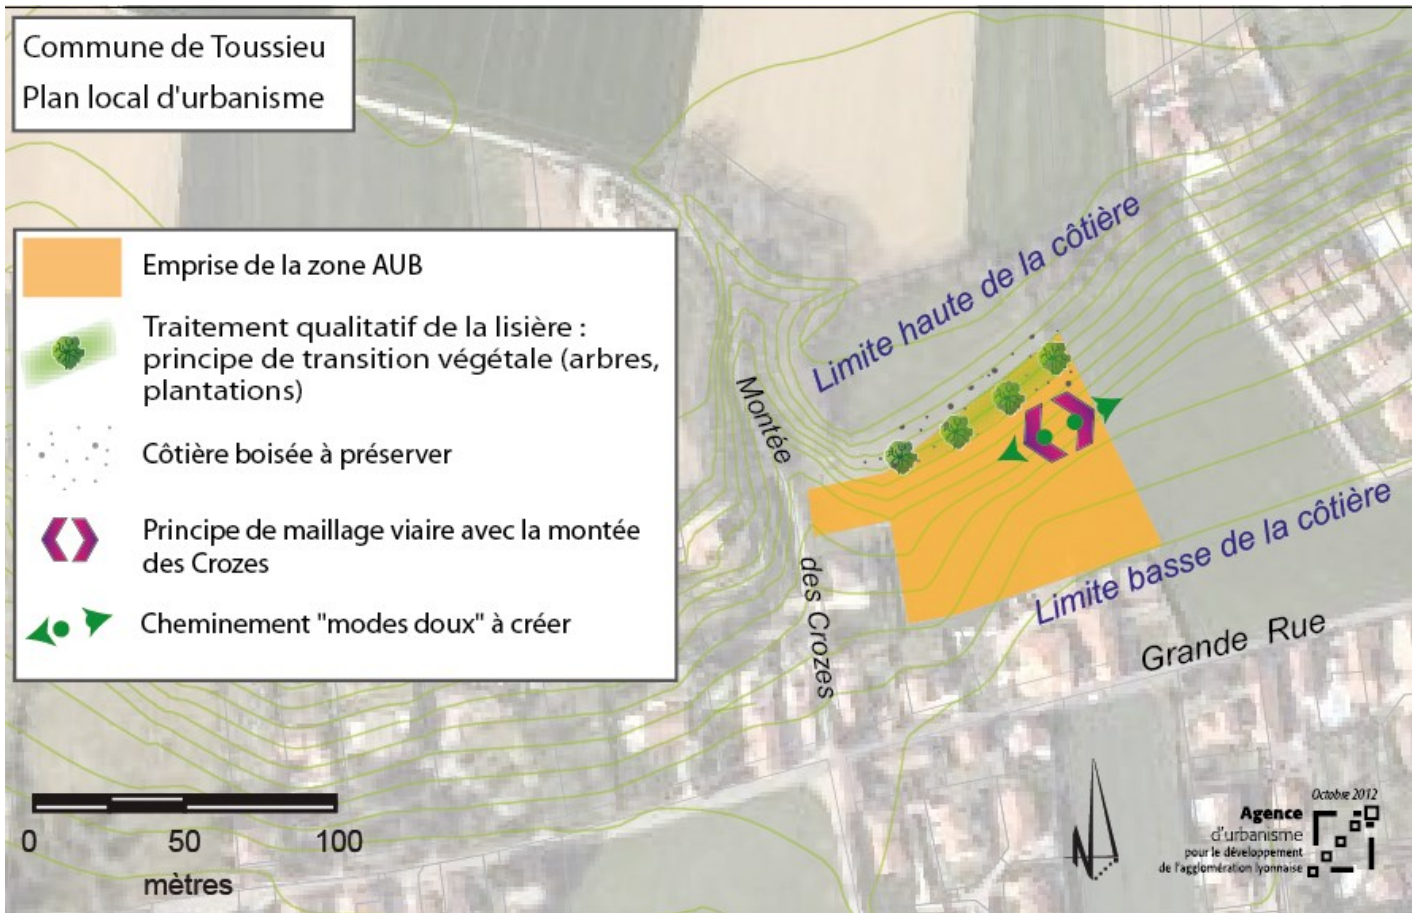 Commune de Toussieu
Plan local d'urbanisme
Emprise de la zone AUB
Traitement qualitatif de la lisière :
principe de transition végétale (arbres,
plantations)
Côtière boisée à préserver
Principe de maillage viaire avec la montée
des Crozes
Cheminement "modes doux" à créer
Limite haute de la côtière
Montée
des Crozes
Limite basse de la côtière
Grande Rue
0 50 100
mètres
N
Octobre 2012
Agence
d'urbanisme
pour le développement
de l'agglomération lyonnaise